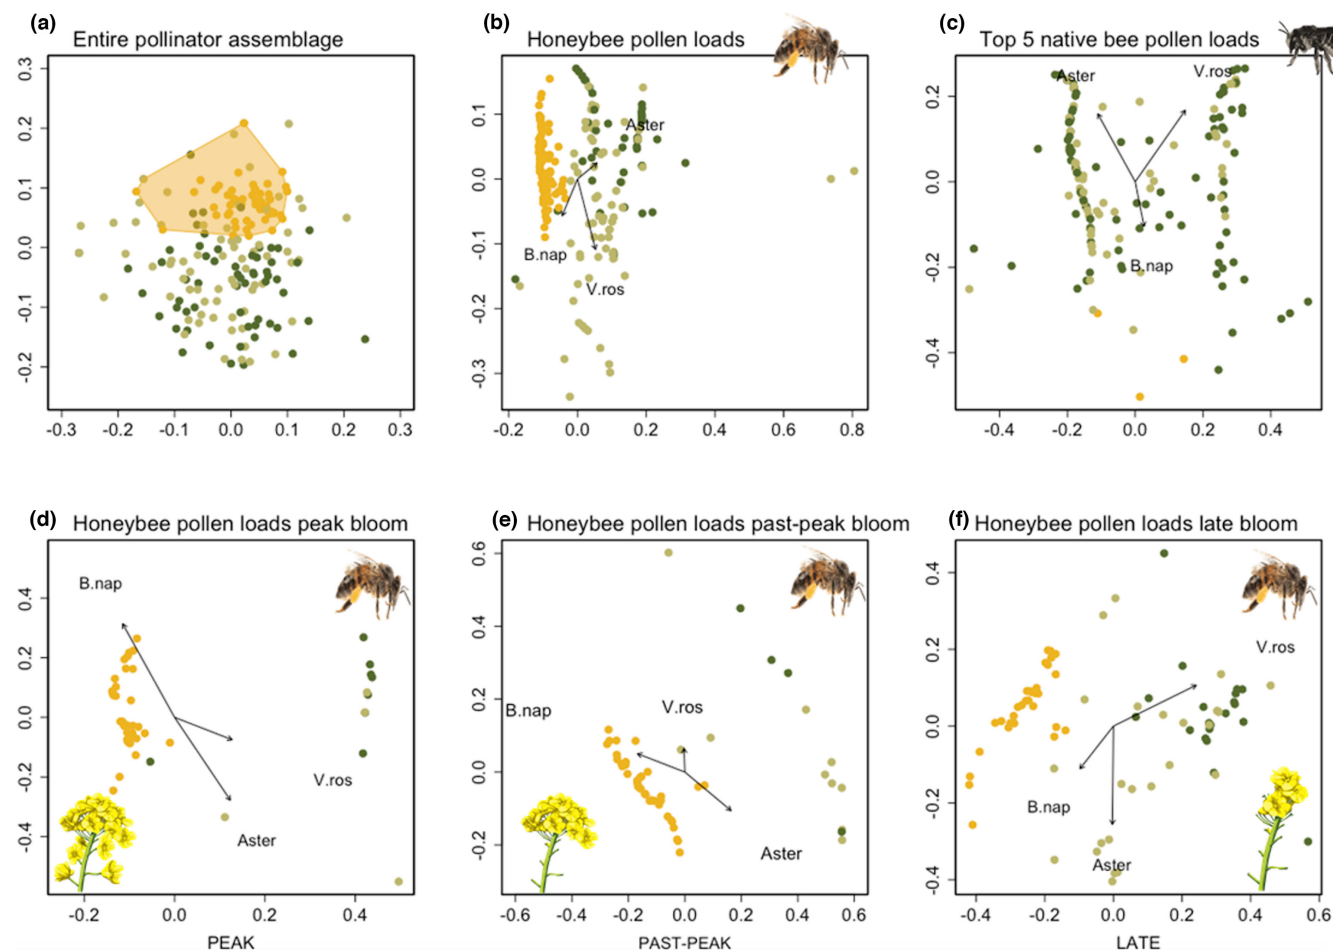 (a) Entire pollinator assemblage
0.3
0.2
0.1
0.0
-0.1
-0.2
-0.3 -0.2 -0.1 0.0 0.1 0.2 0.3
(b) Honeybee pollen loads
0.1
0.0
-0.1
-0.2
-0.3
Aster
B.nap
V.ros
-0.2 0.0 0.2 0.4 0.6 0.8
(c) Top 5 native bee pollen loads
0.2
0.0
-0.2
-0.4
Aster
V.ros
B.nap
-0.4 -0.2 0.0 0.2 0.4
(d) Honeybee pollen loads peak bloom
0.4
0.2
0.0
-0.2
-0.4
B.nap
V.ros
Aster
-0.2 0.0 0.2 0.4
PEAK
(e) Honeybee pollen loads past-peak bloom
0.6
0.4
0.2
0.0
-0.2
B.nap
V.ros
Aster
-0.6 -0.4 -0.2 0.0 0.2 0.4 0.6
PAST-PEAK
(f) Honeybee pollen loads late bloom
0.4
0.2
0.0
-0.2
-0.4
V.ros
B.nap
Aster
-0.4 -0.2 0.0 0.2 0.4 0.6
LATE